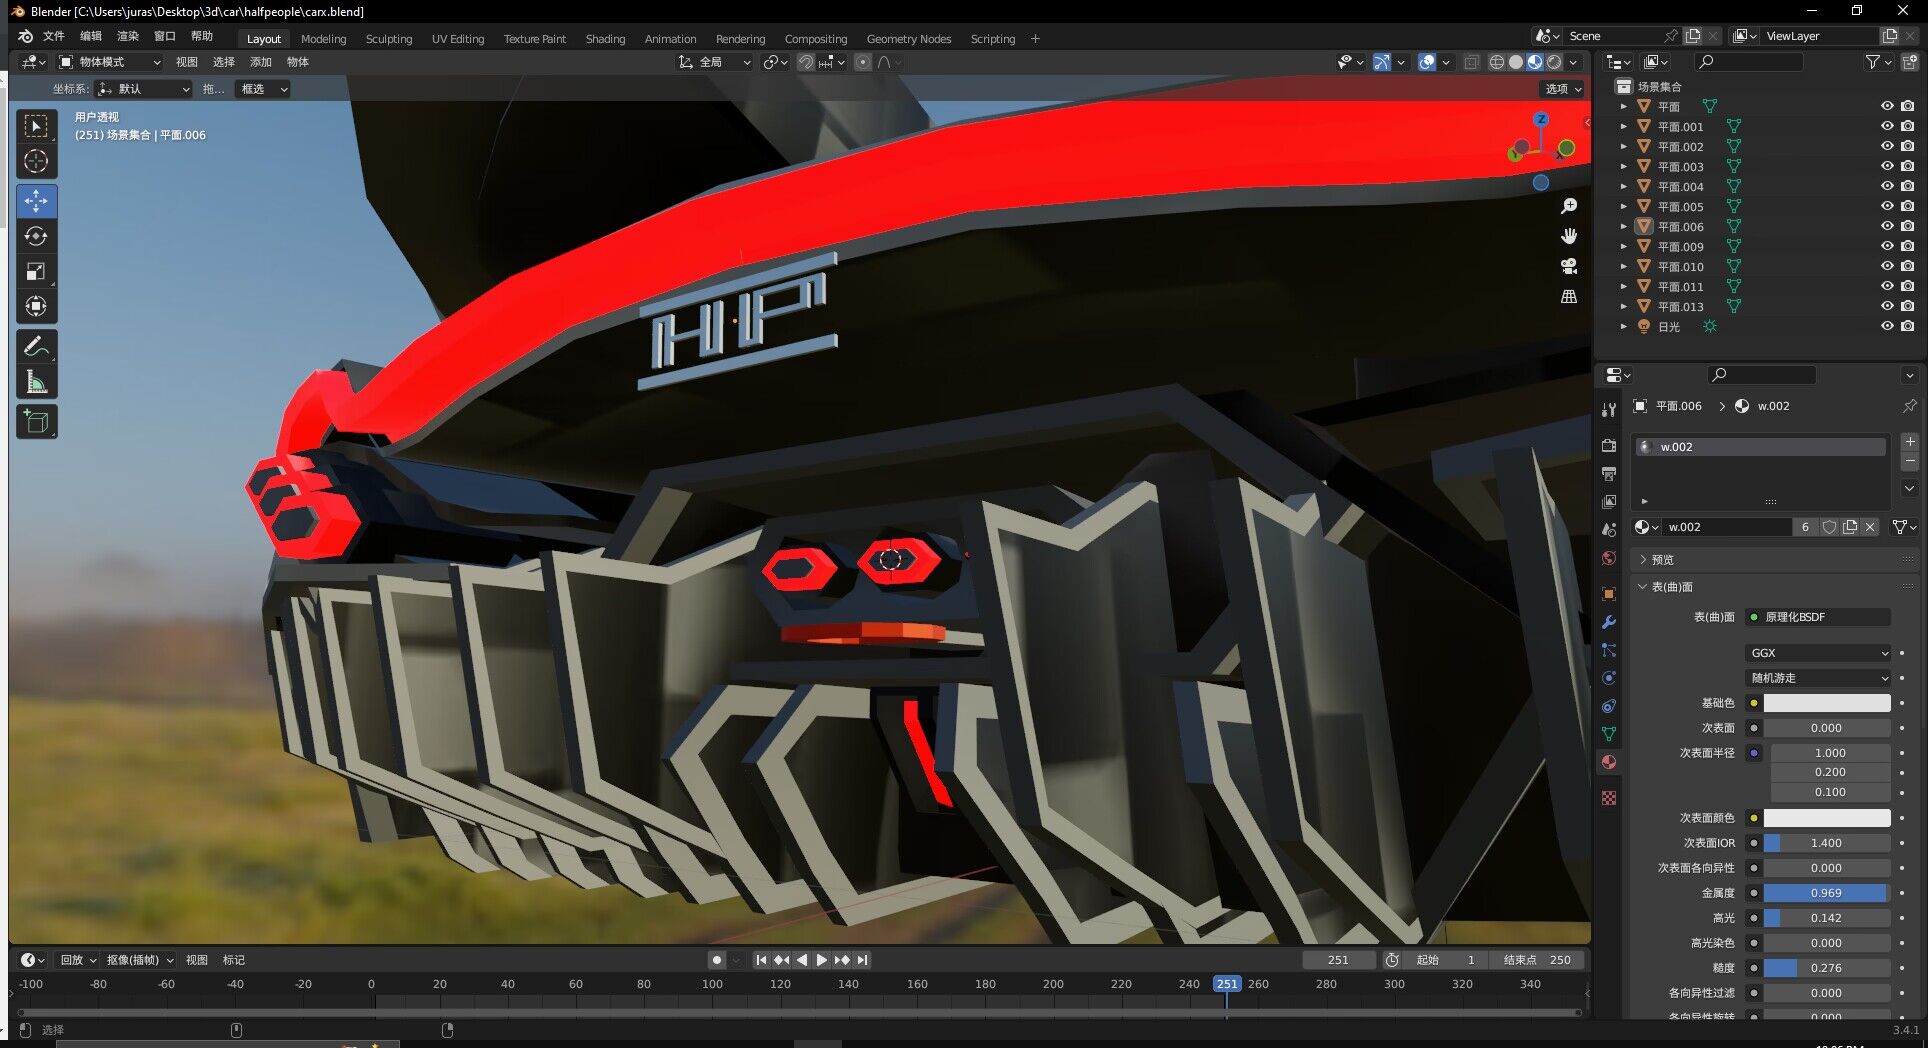 Blender [C:\Users\juras\Desktop\3d\car\halfpeople\carx.blend]
文件 编辑 渲染 窗口 帮助 Layout Modeling Sculpting UV Editing Texture Paint Shading Animation Rendering Compositing Geometry Nodes Scripting + Scene ViewLayer
物体模式 视图 选择 添加 物体 全局
坐标系: 默认 拖... 框选 选项
用户透视
(251) 场景集合 | 平面.006
Z
Y
X
HP
场景集合
平面
平面.001
平面.002
平面.003
平面.004
平面.005
平面.006
平面.009
平面.010
平面.011
平面.013
日光
平面.006 w.002
w.002
w.002 6
预览
表(曲)面
表(曲)面 原理化BSDF
GGX
随机游走
基础色
次表面 0.000
次表面半径 1.000
0.200
0.100
次表面颜色
次表面IOR 1.400
次表面各向异性 0.000
金属度 0.969
高光 0.142
高光染色 0.000
糙度 0.276
各向异性过滤 0.000
各向异性旋转 0.000
回放 抠像(插帧) 视图 标记 251 起始 1 结束点 250
-100 -80 -60 -40 -20 0 20 40 60 80 100 120 140 160 180 200 220 240 251 260 280 300 320 340
选择 3.4.1